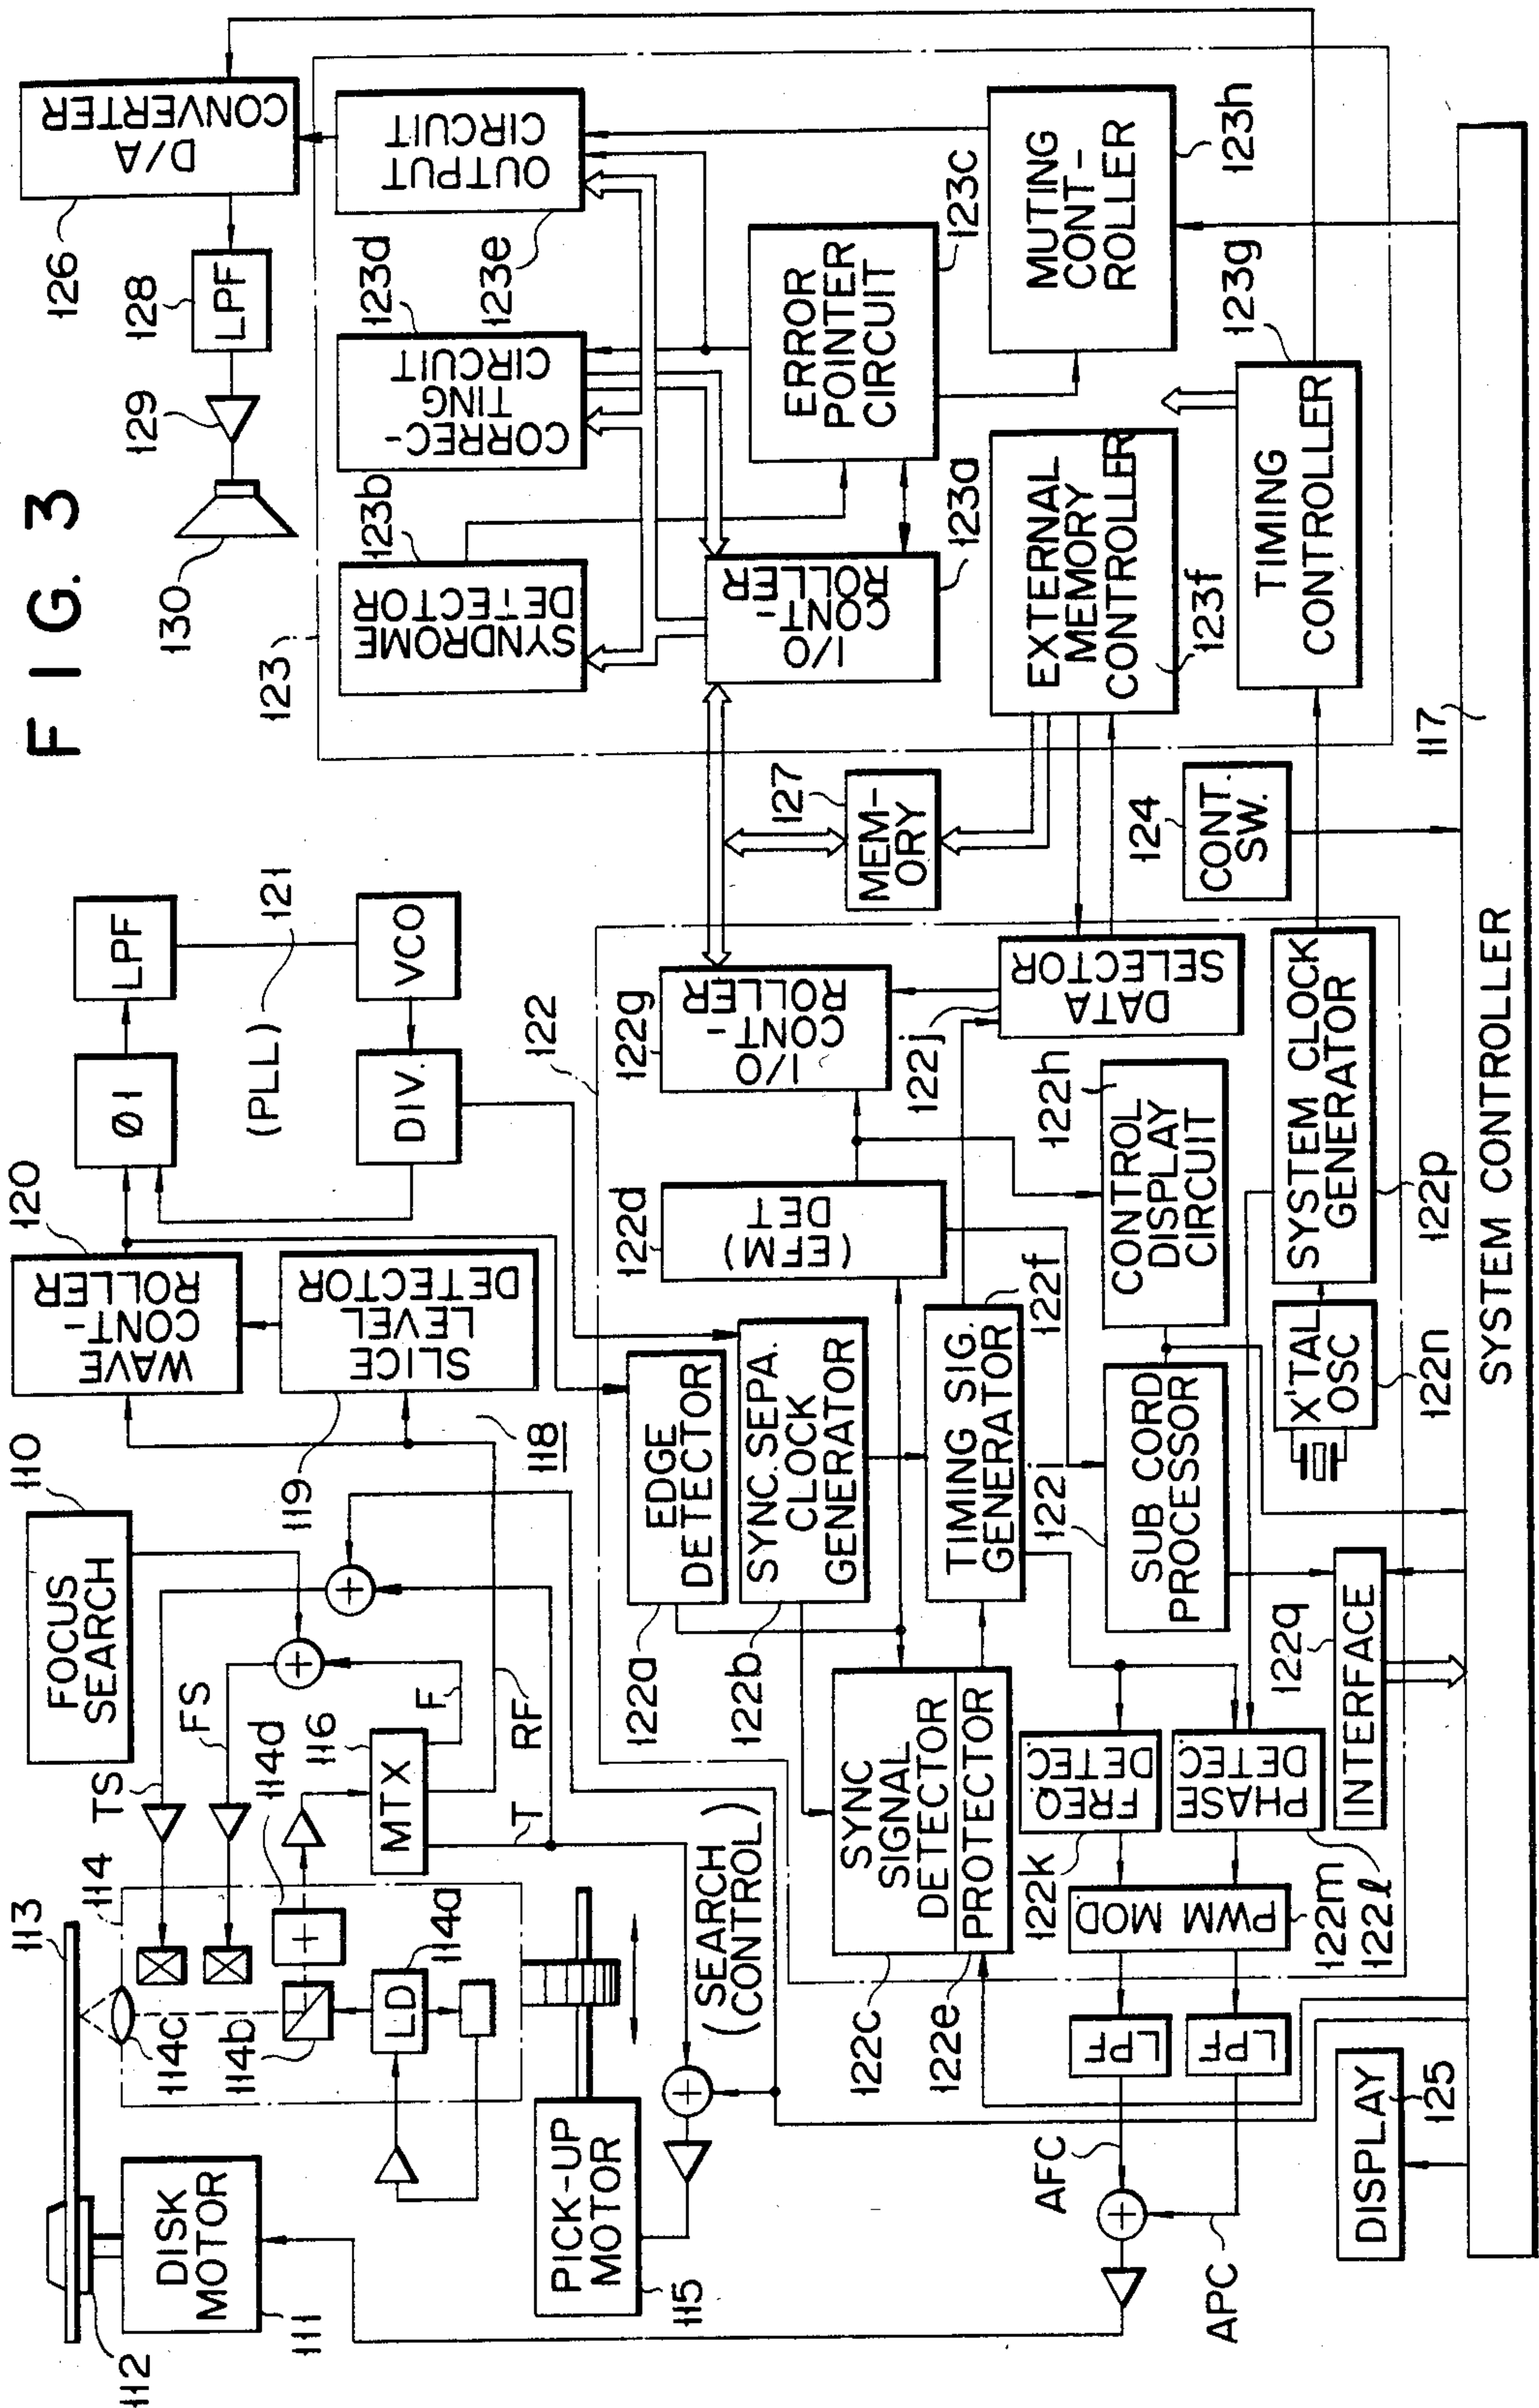 FIG. 3
113
112
DISK
MOTOR
111
114
114c
114b
LD
114a
114d
TS
FS
FOCUS
SEARCH
110
MTX
116
F
RF
T
PICK-UP
MOTOR
115
(SEARCH
CONTROL)
WAVE
CONT-
ROLLER
120
SLICE
LEVEL
DETECTOR
119
118
Ø1
LPF
(PLL)
121
DIV.
VCO
D/A
CONVERTER
126
LPF
128
129
130
123
SYNDROME
DETECTOR
123b
CORREC-
TING
CIRCUIT
123d
OUTPUT
CIRCUIT
123e
I/O
CONT-
ROLLER
123a
ERROR
POINTER
CIRCUIT
123c
EXTERNAL
MEMORY
CONTROLLER
123f
MUTING
CONT-
ROLLER
123h
TIMING
CONTROLLER
123g
MEM-
ORY
127
CONT.
SW.
124
122
EDGE
DETECTOR
122a
SYNC. SEPA.
CLOCK
GENERATOR
122b
SYNC
SIGNAL
DETECTOR
122c
PROTECTOR
122e
(EFM)
DET
122d
TIMING SIG.
GENERATOR
122f
I/O
CONT-
ROLLER
122g
DATA
SELECTOR
122j
CONTROL
DISPLAY
CIRCUIT
122h
SUB CORD
PROCESSOR
122i
FREQ.
DETEC.
122k
PHASE
DETEC
122ℓ
PWM MOD
122m
LPF
LPF
AFC
APC
X'TAL
OSC
122n
SYSTEM CLOCK
GENERATOR
122p
INTERFACE
122q
DISPLAY
125
SYSTEM CONTROLLER
117